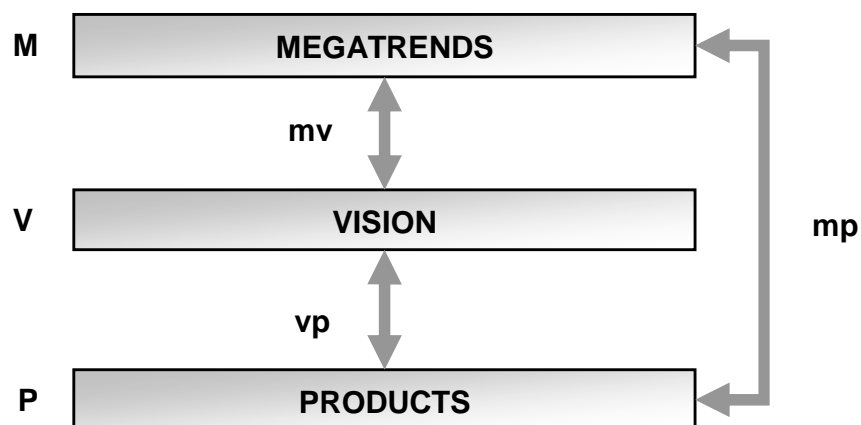 M MEGATRENDS
mv
V VISION mp
vp
P PRODUCTS